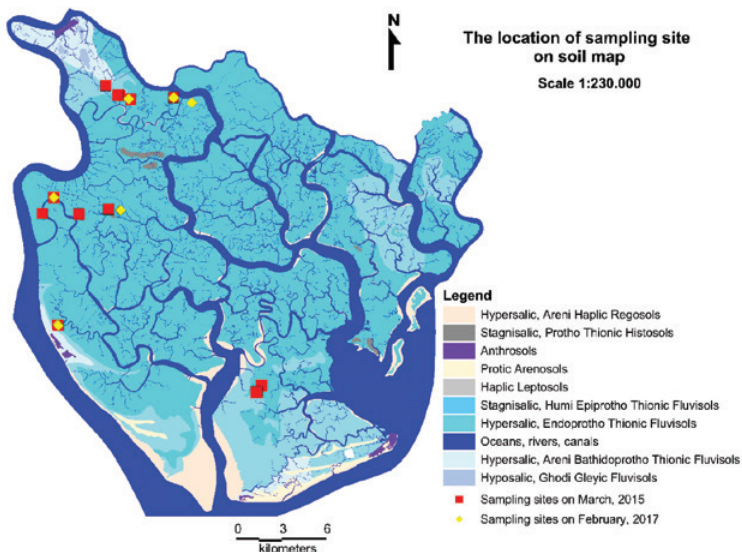 N
The location of sampling site
on soil map
Scale 1:230.000
Legend
Hypersalic, Areni Haplic Regosols
Stagnisalic, Protho Thionic Histosols
Anthrosols
Protic Arenosols
Haplic Leptosols
Stagnisalic, Humi Epiprotho Thionic Fluvisols
Hypersalic, Endoprotho Thionic Fluvisols
Oceans, rivers, canals
Hypersalic, Areni Bathidoprotho Thionic Fluvisols
Hyposalic, Ghodi Gleyic Fluvisols
Sampling sites on March, 2015
Sampling sites on February, 2017
0 3 6
kilometers